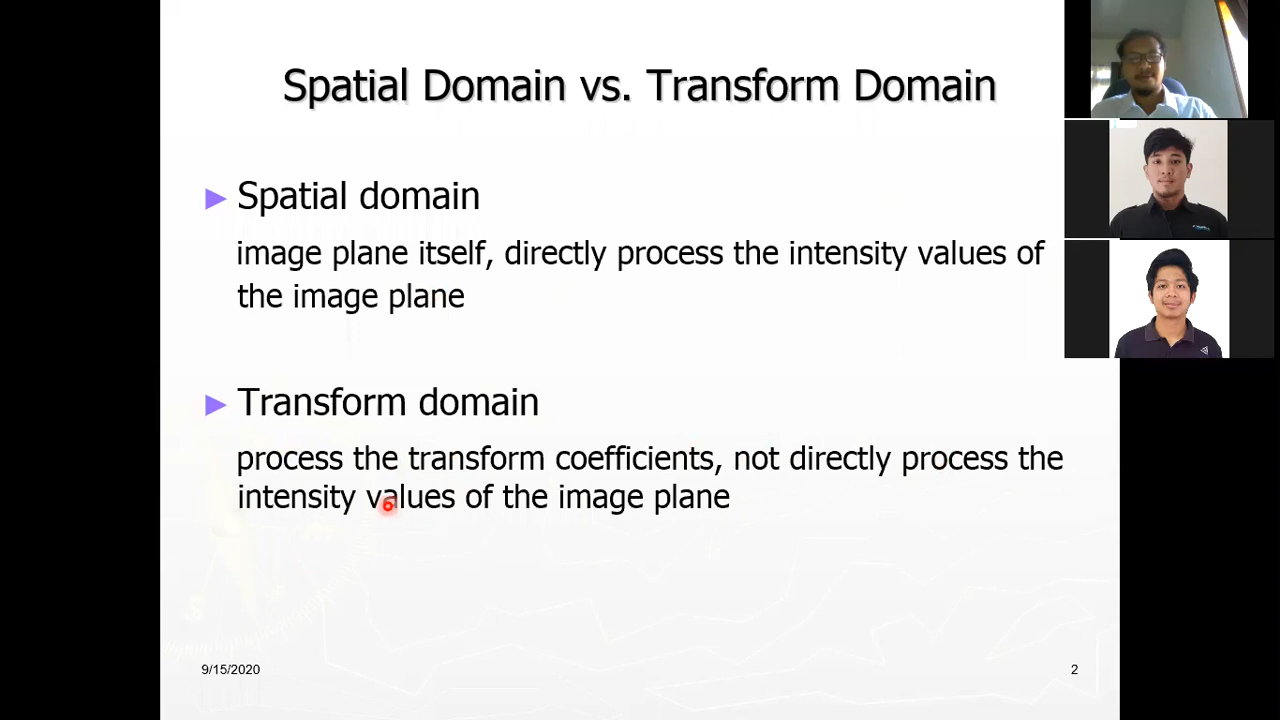 Spatial Domain vs. Transform Domain
► Spatial domain
image plane itself, directly process the intensity values of
the image plane
► Transform domain
process the transform coefficients, not directly process the
intensity values of the image plane
9/15/2020
2